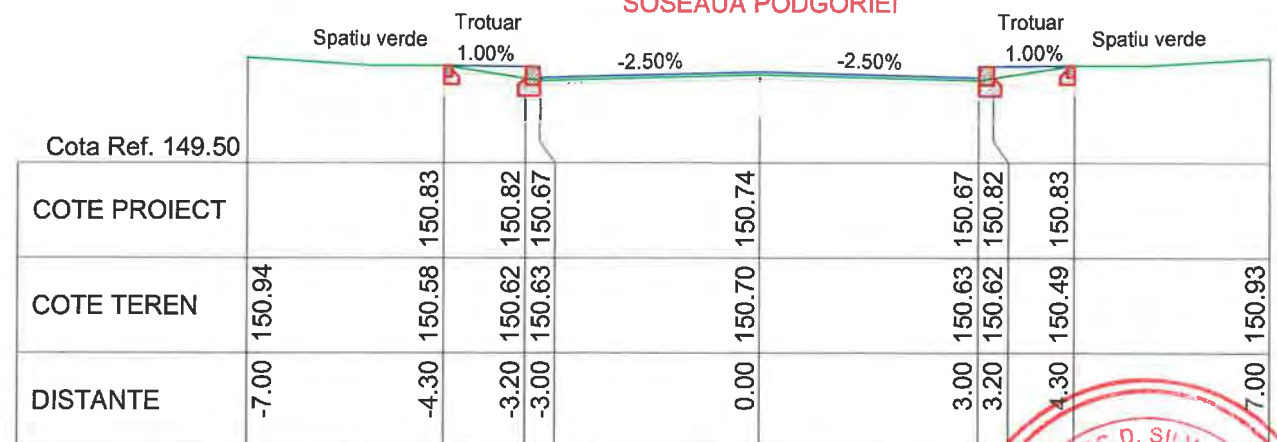 SOSEAUA PODGORIEI
Spatiu verde
Trotuar
1.00%
-2.50%
-2.50%
Trotuar
1.00%
Spatiu verde
Cota Ref. 149.50
COTE PROIECT 150.83 150.82 150.67 150.74 150.67 150.82 150.83
COTE TEREN 150.94 150.58 150.62 150.63 150.70 150.63 150.62 150.49 150.93
DISTANTE -7.00 -4.30 -3.20 -3.00 0.00 3.00 3.20 4.30 7.00